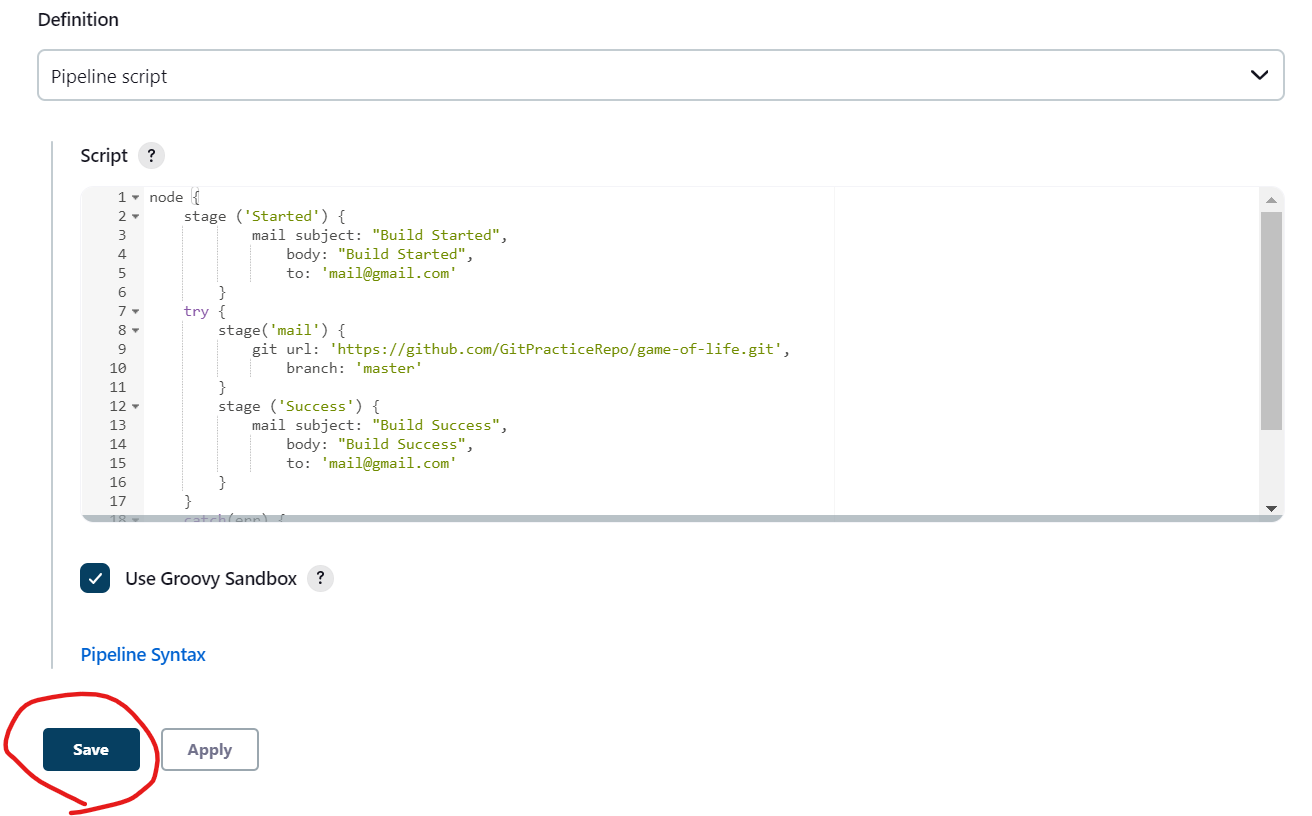 Definition
Pipeline script
Script ?
1 node {
2     stage ('Started') {
3             mail subject: "Build Started",
4                 body: "Build Started",
5                 to: 'mail@gmail.com'
6         }
7     try {
8         stage('mail') {
9             git url: 'https://github.com/GitPracticeRepo/game-of-life.git',
10                 branch: 'master'
11         }
12         stage ('Success') {
13             mail subject: "Build Success",
14                 body: "Build Success",
15                 to: 'mail@gmail.com'
16         }
17     }
18     catch(err) {
Use Groovy Sandbox ?
Pipeline Syntax
Save Apply